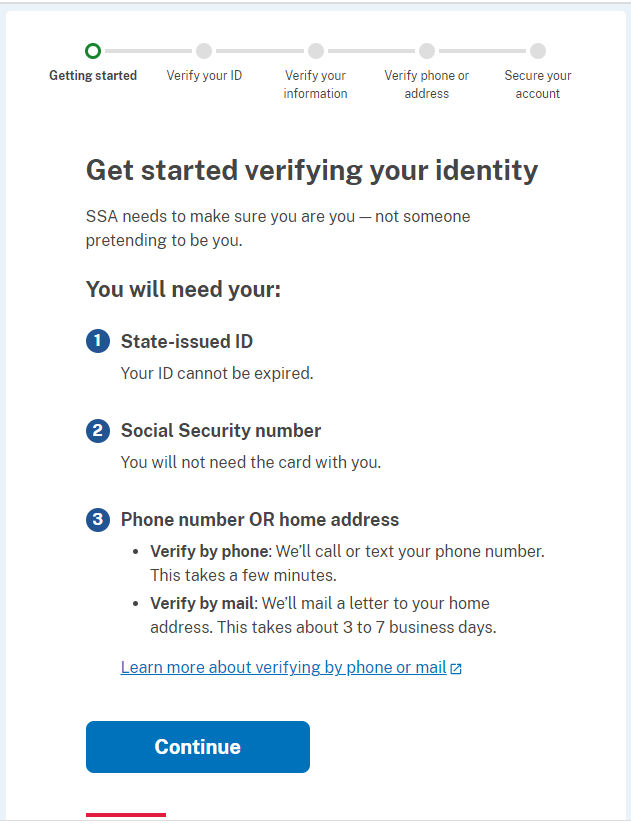 Getting started
Verify your ID
Verify your
information
Verify phone or
address
Secure your
account
Get started verifying your identity
SSA needs to make sure you are you — not someone
pretending to be you.
You will need your:
1 State-issued ID
Your ID cannot be expired.
2 Social Security number
You will not need the card with you.
3 Phone number OR home address
• Verify by phone: We’ll call or text your phone number.
This takes a few minutes.
• Verify by mail: We’ll mail a letter to your home
address. This takes about 3 to 7 business days.
Learn more about verifying by phone or mail
Continue